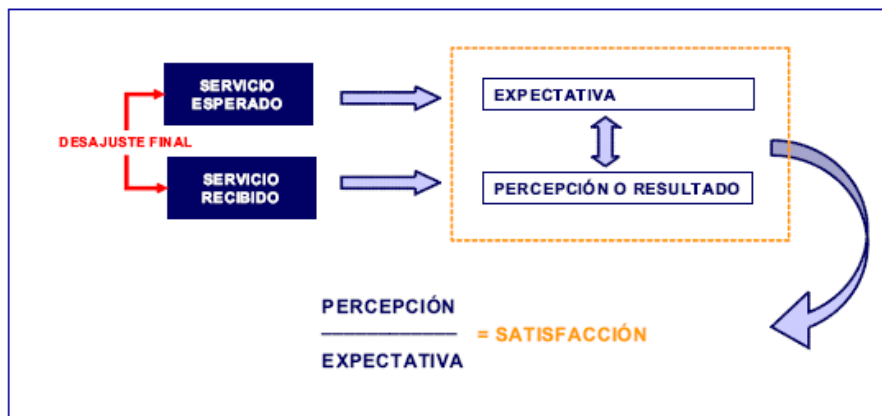 SERVICIO
ESPERADO
EXPECTATIVA
DESAJUSTE FINAL
SERVICIO
RECIBIDO
PERCEPCIÓN O RESULTADO
PERCEPCIÓN
= SATISFACCIÓN
EXPECTATIVA